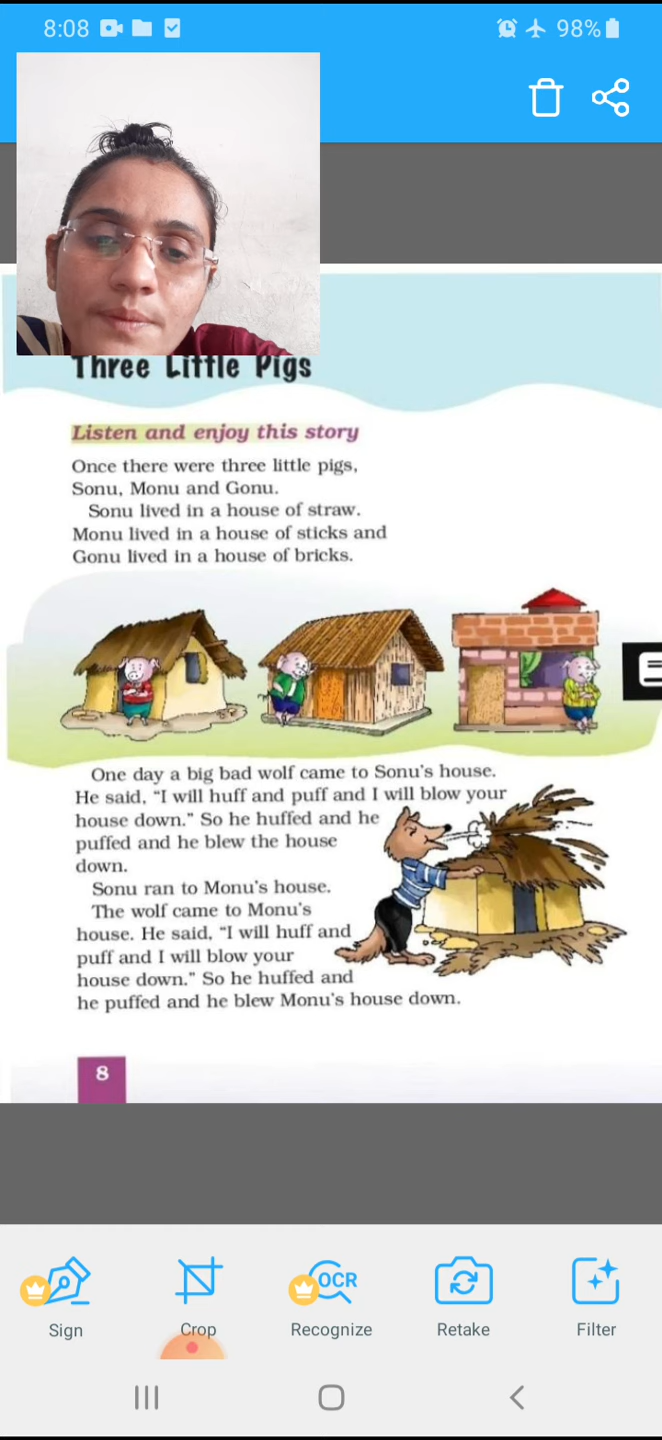 8:08
98%
Three Little Pigs
Listen and enjoy this story
Once there were three little pigs,
Sonu, Monu and Gonu.
Sonu lived in a house of straw.
Monu lived in a house of sticks and
Gonu lived in a house of bricks.
One day a big bad wolf came to Sonu's house.
He said, “I will huff and puff and I will blow your
house down.” So he huffed and he
puffed and he blew the house
down.
Sonu ran to Monu's house.
The wolf came to Monu's
house. He said, “I will huff and
puff and I will blow your
house down.” So he huffed and
he puffed and he blew Monu's house down.
8
OCR
Sign
Crop
Recognize
Retake
Filter